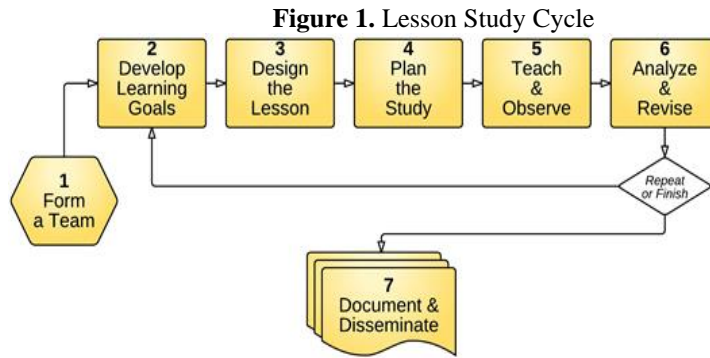 Figure 1. Lesson Study Cycle
2
Develop
Learning
Goals
3
Design
the
Lesson
4
Plan
the
Study
5
Teach
&
Observe
6
Analyze
&
Revise
1
Form
a Team
Repeat
or Finish
7
Document &
Disseminate